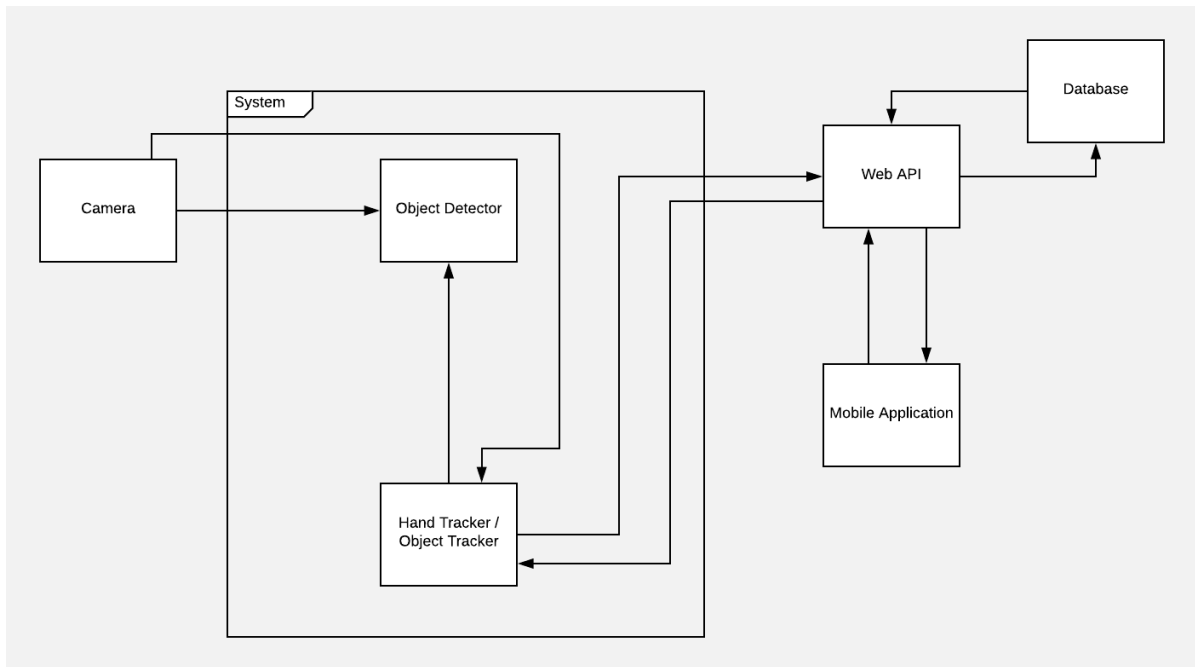 System
Camera
Object Detector
Hand Tracker /
Object Tracker
Web API
Database
Mobile Application